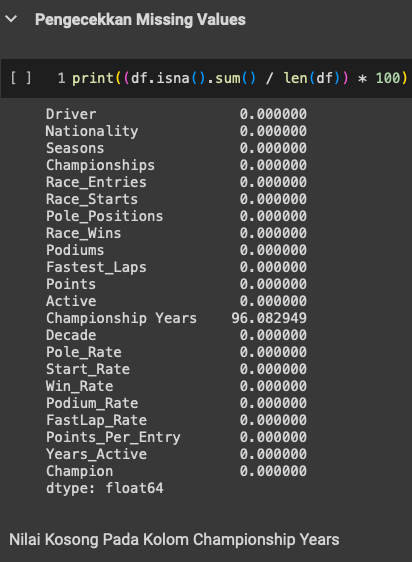 Pengecekkan Missing Values
[ ] 1 print((df.isna().sum() / len(df)) * 100)
Driver 0.000000
Nationality 0.000000
Seasons 0.000000
Championships 0.000000
Race_Entries 0.000000
Race_Starts 0.000000
Pole_Positions 0.000000
Race_Wins 0.000000
Podiums 0.000000
Fastest_Laps 0.000000
Points 0.000000
Active 0.000000
Championship Years 96.082949
Decade 0.000000
Pole_Rate 0.000000
Start_Rate 0.000000
Win_Rate 0.000000
Podium_Rate 0.000000
FastLap_Rate 0.000000
Points_Per_Entry 0.000000
Years_Active 0.000000
Champion 0.000000
dtype: float64
Nilai Kosong Pada Kolom Championship Years